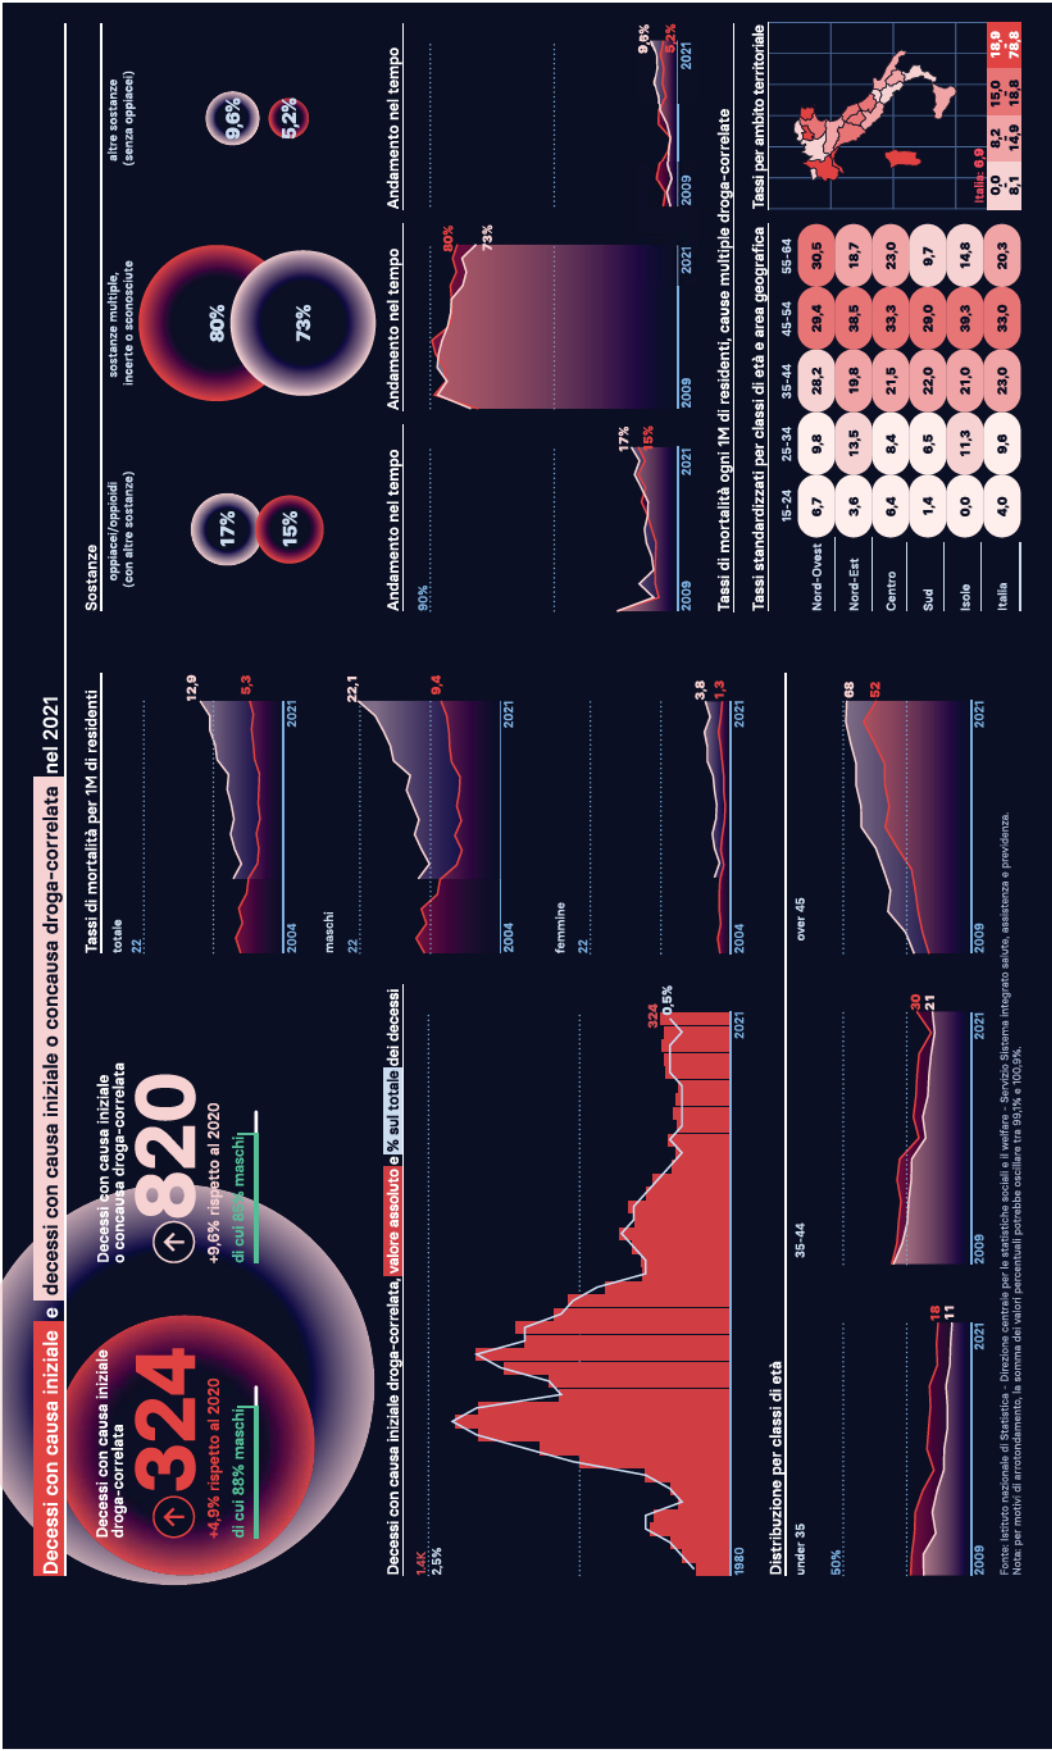 Decessi con causa iniziale e decessi con causa iniziale o concausa droga-correlata nel 2021
Decessi con causa iniziale
droga-correlata
324
+4,9% rispetto al 2020
di cui 88% maschi
Decessi con causa iniziale
o concausa droga-correlata
820
+9,6% rispetto al 2020
di cui 85% maschi
Tassi di mortalità per 1M di residenti
totale
22
12,9
5,3
2004
2021
maschi
22
22,1
9,4
2004
2021
femmine
22
3,8
1,3
2004
2021
Sostanze
oppiacei/oppioidi
(con altre sostanze)
17%
15%
sostanze multiple,
incerte o sconosciute
80%
73%
altre sostanze
(senza oppiacei)
9,6%
5,2%
Andamento nel tempo
90%
17%
15%
2009
2021
Andamento nel tempo
80%
73%
2009
2021
Andamento nel tempo
9,6%
5,2%
2009
2021
Decessi con causa iniziale droga-correlata, valore assoluto e % sul totale dei decessi
1.4K
2,5%
324
0,5%
1980
2021
Distribuzione per classi di età
under 35
50%
18
11
2009
2021
35-44
30
21
2009
2021
over 45
68
52
2009
2021
Tassi di mortalità ogni 1M di residenti, cause multiple droga-correlate
Tassi standardizzati per classi di età e area geografica
15-24 25-34 35-44 45-54 55-64
Nord-Ovest 6,7 9,8 28,2 29,4 30,5
Nord-Est 3,6 13,5 19,8 38,5 18,7
Centro 6,4 8,4 21,5 33,3 23,0
Sud 1,4 6,5 22,0 29,0 9,7
Isole 0,0 11,3 21,0 39,3 14,8
Italia 4,0 9,6 23,0 33,0 20,3
Tassi per ambito territoriale
Italia: 6,9
0,0 8,2 15,0 18,9
8,1 14,9 18,8 78,8
Fonte: Istituto nazionale di Statistica - Direzione centrale per le statistiche sociali e il welfare - Servizio Sistema integrato salute, assistenza e previdenza.
Nota: per motivi di arrotondamento, la somma dei valori percentuali potrebbe oscillare tra 99,1% e 100,9%.